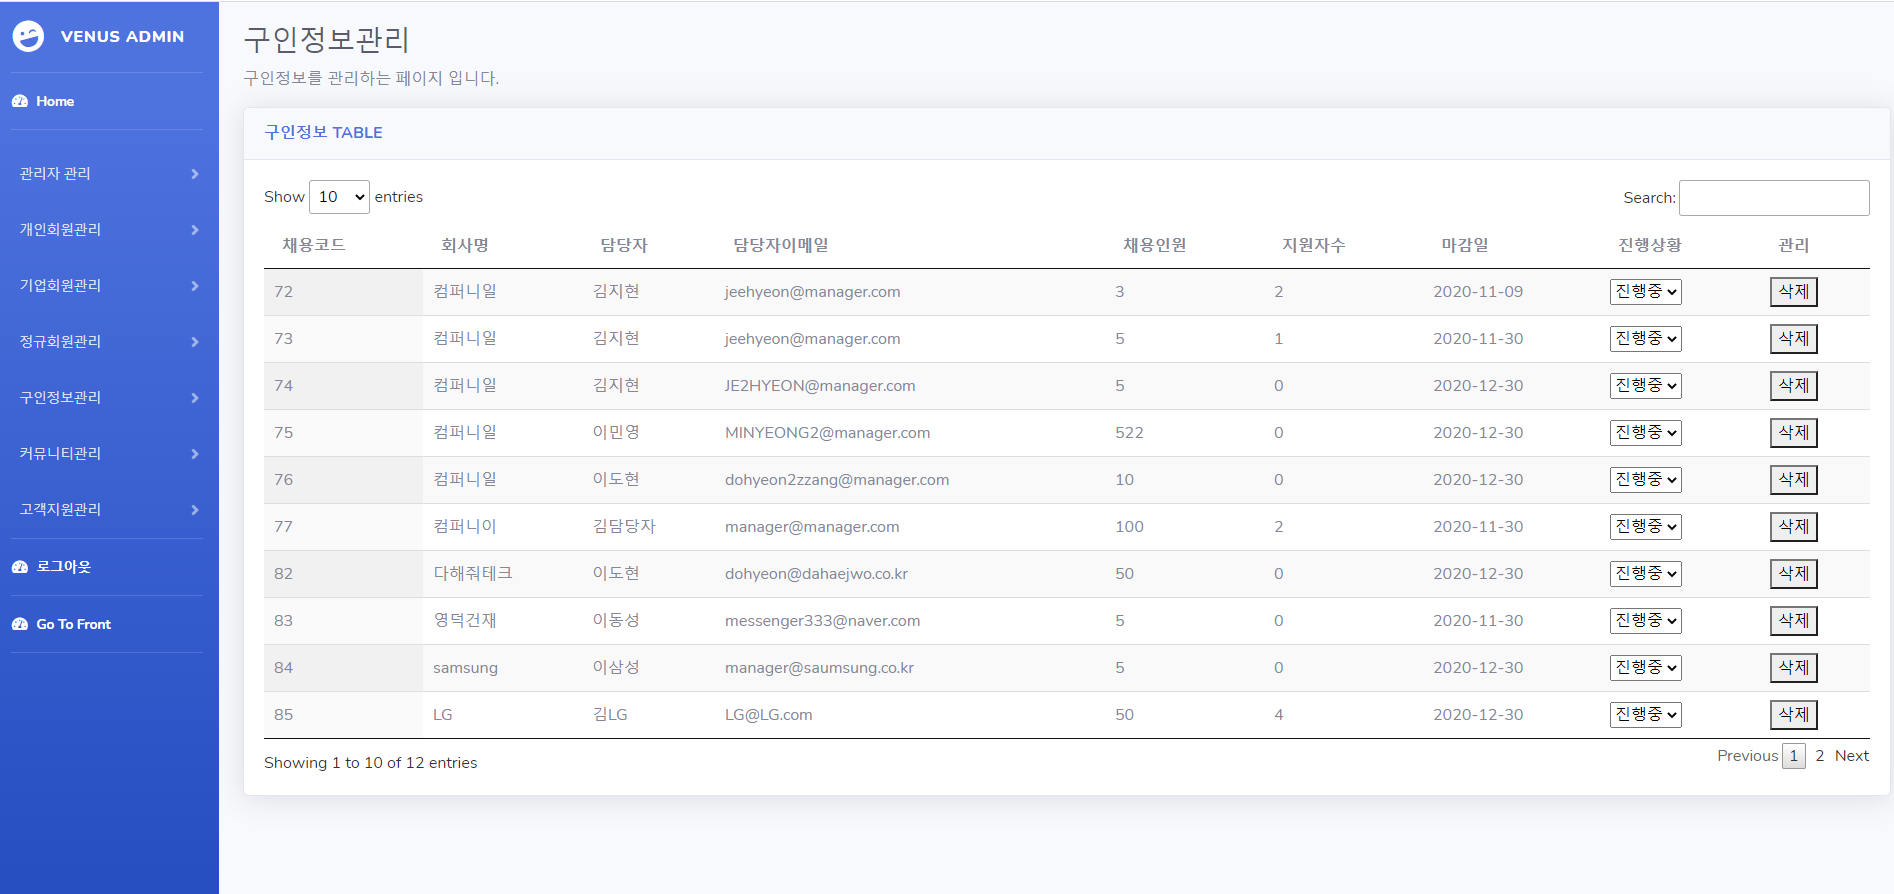 VENUS ADMIN
Home
관리자 관리
개인회원관리
기업회원관리
정규회원관리
구인정보관리
커뮤니티관리
고객지원관리
로그아웃
Go To Front
구인정보관리
구인정보를 관리하는 페이지 입니다.
구인정보 TABLE
Show 10 entries Search:
채용코드 회사명 담당자 담당자이메일 채용인원 지원자수 마감일 진행상황 관리
72 컴퍼니일 김지현 jeehyeon@manager.com 3 2 2020-11-09 진행중 삭제
73 컴퍼니일 김지현 jeehyeon@manager.com 5 1 2020-11-30 진행중 삭제
74 컴퍼니일 김지현 JE2HYEON@manager.com 5 0 2020-12-30 진행중 삭제
75 컴퍼니일 이민영 MINYEONG2@manager.com 522 0 2020-12-30 진행중 삭제
76 컴퍼니일 이도현 dohyeon2zzang@manager.com 10 0 2020-12-30 진행중 삭제
77 컴퍼니이 김담당자 manager@manager.com 100 2 2020-11-30 진행중 삭제
82 다해줘테크 이도현 dohyeon@dahaejwo.co.kr 50 0 2020-12-30 진행중 삭제
83 영덕건재 이동성 messenger333@naver.com 5 0 2020-11-30 진행중 삭제
84 samsung 이삼성 manager@saumsung.co.kr 5 0 2020-12-30 진행중 삭제
85 LG 김LG LG@LG.com 50 4 2020-12-30 진행중 삭제
Showing 1 to 10 of 12 entries Previous 1 2 Next